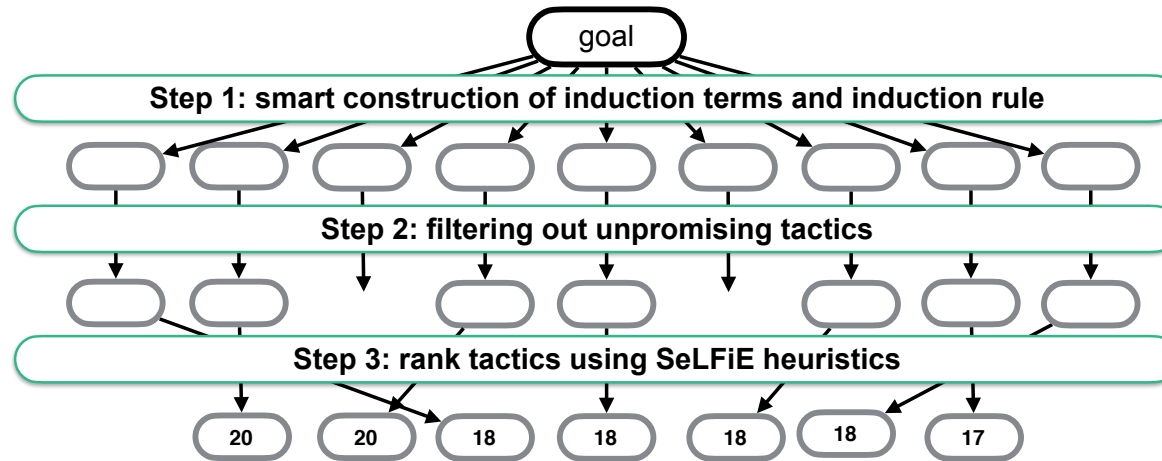 goal
Step 1: smart construction of induction terms and induction rule
Step 2: filtering out unpromising tactics
Step 3: rank tactics using SeLFiE heuristics
20 20 18 18 18 18 17